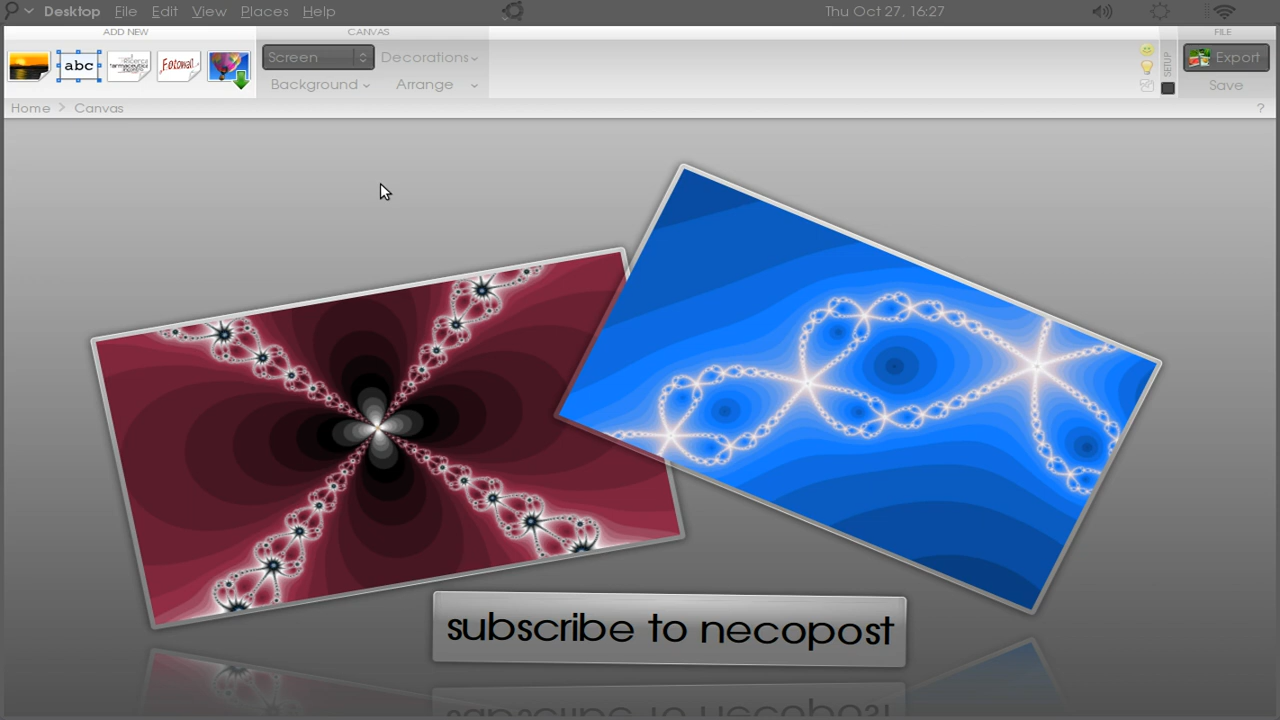 Desktop File Edit View Places Help
Thu Oct 27, 16:27
ADD NEW
CANVAS
FILE
abc
Fotowall
Screen
Decorations
Background
Arrange
SETUP
Export
Save
Home
Canvas
?
subscribe to necopost